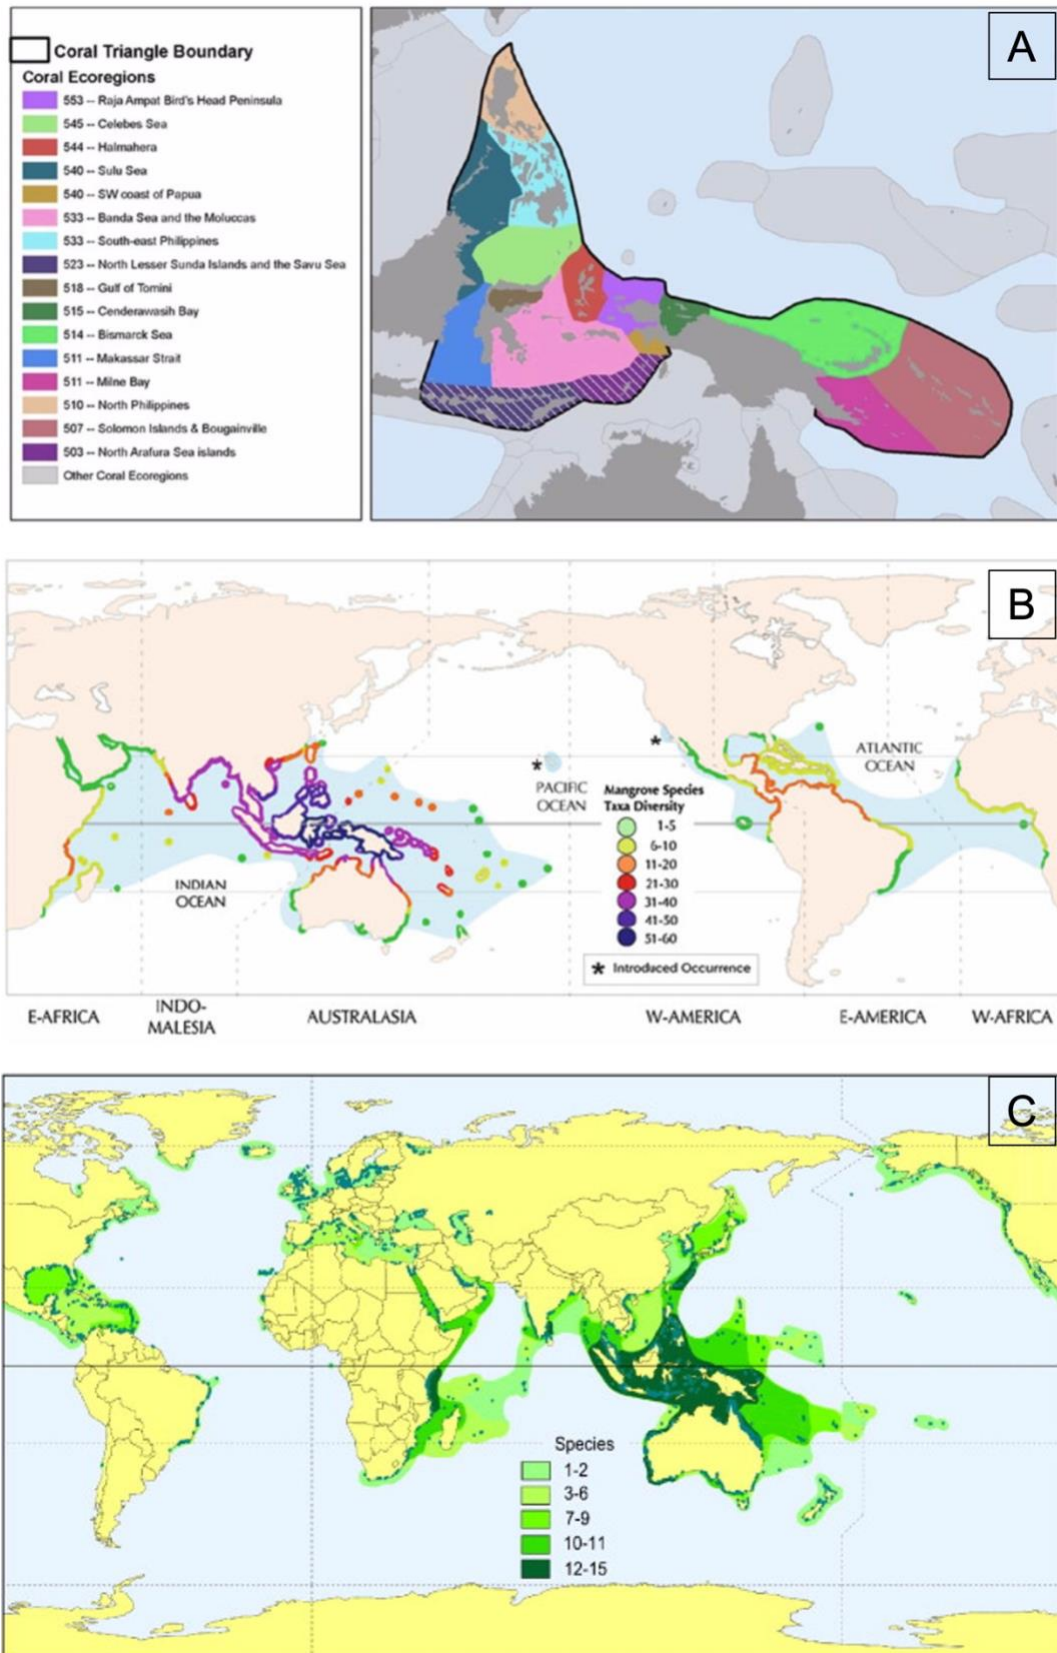 A
Coral Triangle Boundary
Coral Ecoregions
553 -- Raja Ampat Bird's Head Peninsula
545 -- Celebes Sea
544 -- Halmahera
540 -- Sulu Sea
540 -- SW coast of Papua
533 -- Banda Sea and the Moluccas
533 -- South-east Philippines
523 -- North Lesser Sunda Islands and the Savu Sea
518 -- Gulf of Tomini
515 -- Cenderawasih Bay
514 -- Bismarck Sea
511 -- Makassar Strait
511 -- Milne Bay
510 -- North Philippines
507 -- Solomon Islands & Bougainville
503 -- North Arafura Sea islands
Other Coral Ecoregions
B
ATLANTIC
OCEAN
*
*
PACIFIC
OCEAN
Mangrove Species
Taxa Diversity
1-5
6-10
11-20
21-30
31-40
41-50
51-60
* Introduced Occurrence
INDIAN
OCEAN
E-AFRICA
INDO-
MALESIA
AUSTRALASIA
W-AMERICA
E-AMERICA
W-AFRICA
C
Species
1-2
3-6
7-9
10-11
12-15